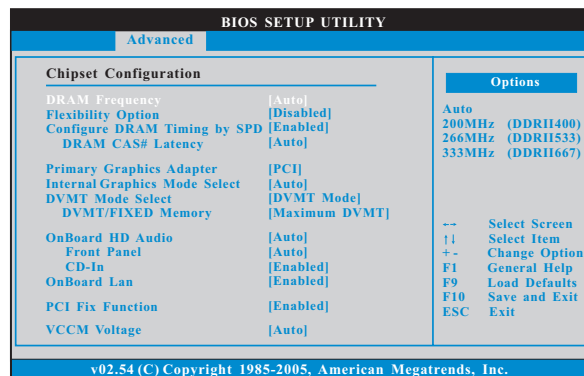 BIOS SETUP UTILITY
Advanced
Chipset Configuration
DRAM Frequency [Auto]
Flexibility Option [Disabled]
Configure DRAM Timing by SPD [Enabled]
DRAM CAS# Latency [Auto]
Primary Graphics Adapter [PCI]
Internal Graphics Mode Select [Auto]
DVMT Mode Select [DVMT Mode]
DVMT/FIXED Memory [Maximum DVMT]
OnBoard HD Audio [Auto]
Front Panel [Auto]
CD-In [Enabled]
OnBoard Lan [Enabled]
PCI Fix Function [Enabled]
VCCM Voltage [Auto]
Options
Auto
200MHz (DDRII400)
266MHz (DDRII533)
333MHz (DDRII667)
←→ Select Screen
↑↓ Select Item
+ - Change Option
F1 General Help
F9 Load Defaults
F10 Save and Exit
ESC Exit
v02.54 (C) Copyright 1985-2005, American Megatrends, Inc.